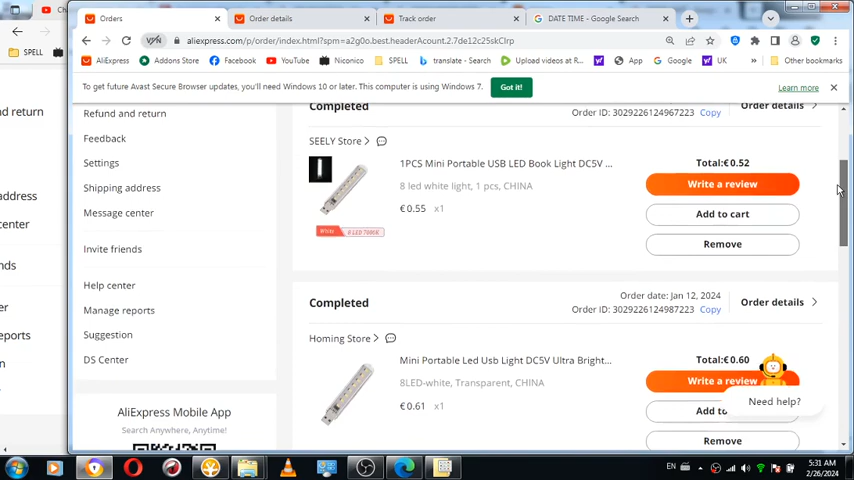 Ch
Orders
Order details
Track order
DATE TIME - Google Search
VPN
aliexpress.com/p/order/index.html?spm=a2g0o.best.headerAcount.2.7de12c25skClrp
SPELL
AliExpress
Addons Store
Facebook
YouTube
Niconico
SPELL
translate - Search
Upload videos at R...
UK
App
Google
UK
Other bookmarks
To get future Avast Secure Browser updates, you'll need Windows 10 or later. This computer is using Windows 7.
Got it!
Learn more
nd return
address
center
nds
eports
Refund and return
Feedback
Settings
Shipping address
Message center
Invite friends
Help center
Manage reports
Suggestion
DS Center
AliExpress Mobile App
Search Anywhere, Anytime!
Completed
Order ID: 3029226124967223 Copy
Order details
SEELY Store
1PCS Mini Portable USB LED Book Light DC5V ...
8 led white light, 1 pcs, CHINA
€0.55 x1
White
8 LED 7000K
Total:€0.52
Write a review
Add to cart
Remove
Completed
Order date: Jan 12, 2024
Order ID: 3029226124987223 Copy
Order details
Homing Store
Mini Portable Led Usb Light DC5V Ultra Bright...
8LED-white, Transparent, CHINA
€0.61 x1
Total:€0.60
Write a review
Add to
Need help?
Remove
EN
5:31 AM
2/26/2024